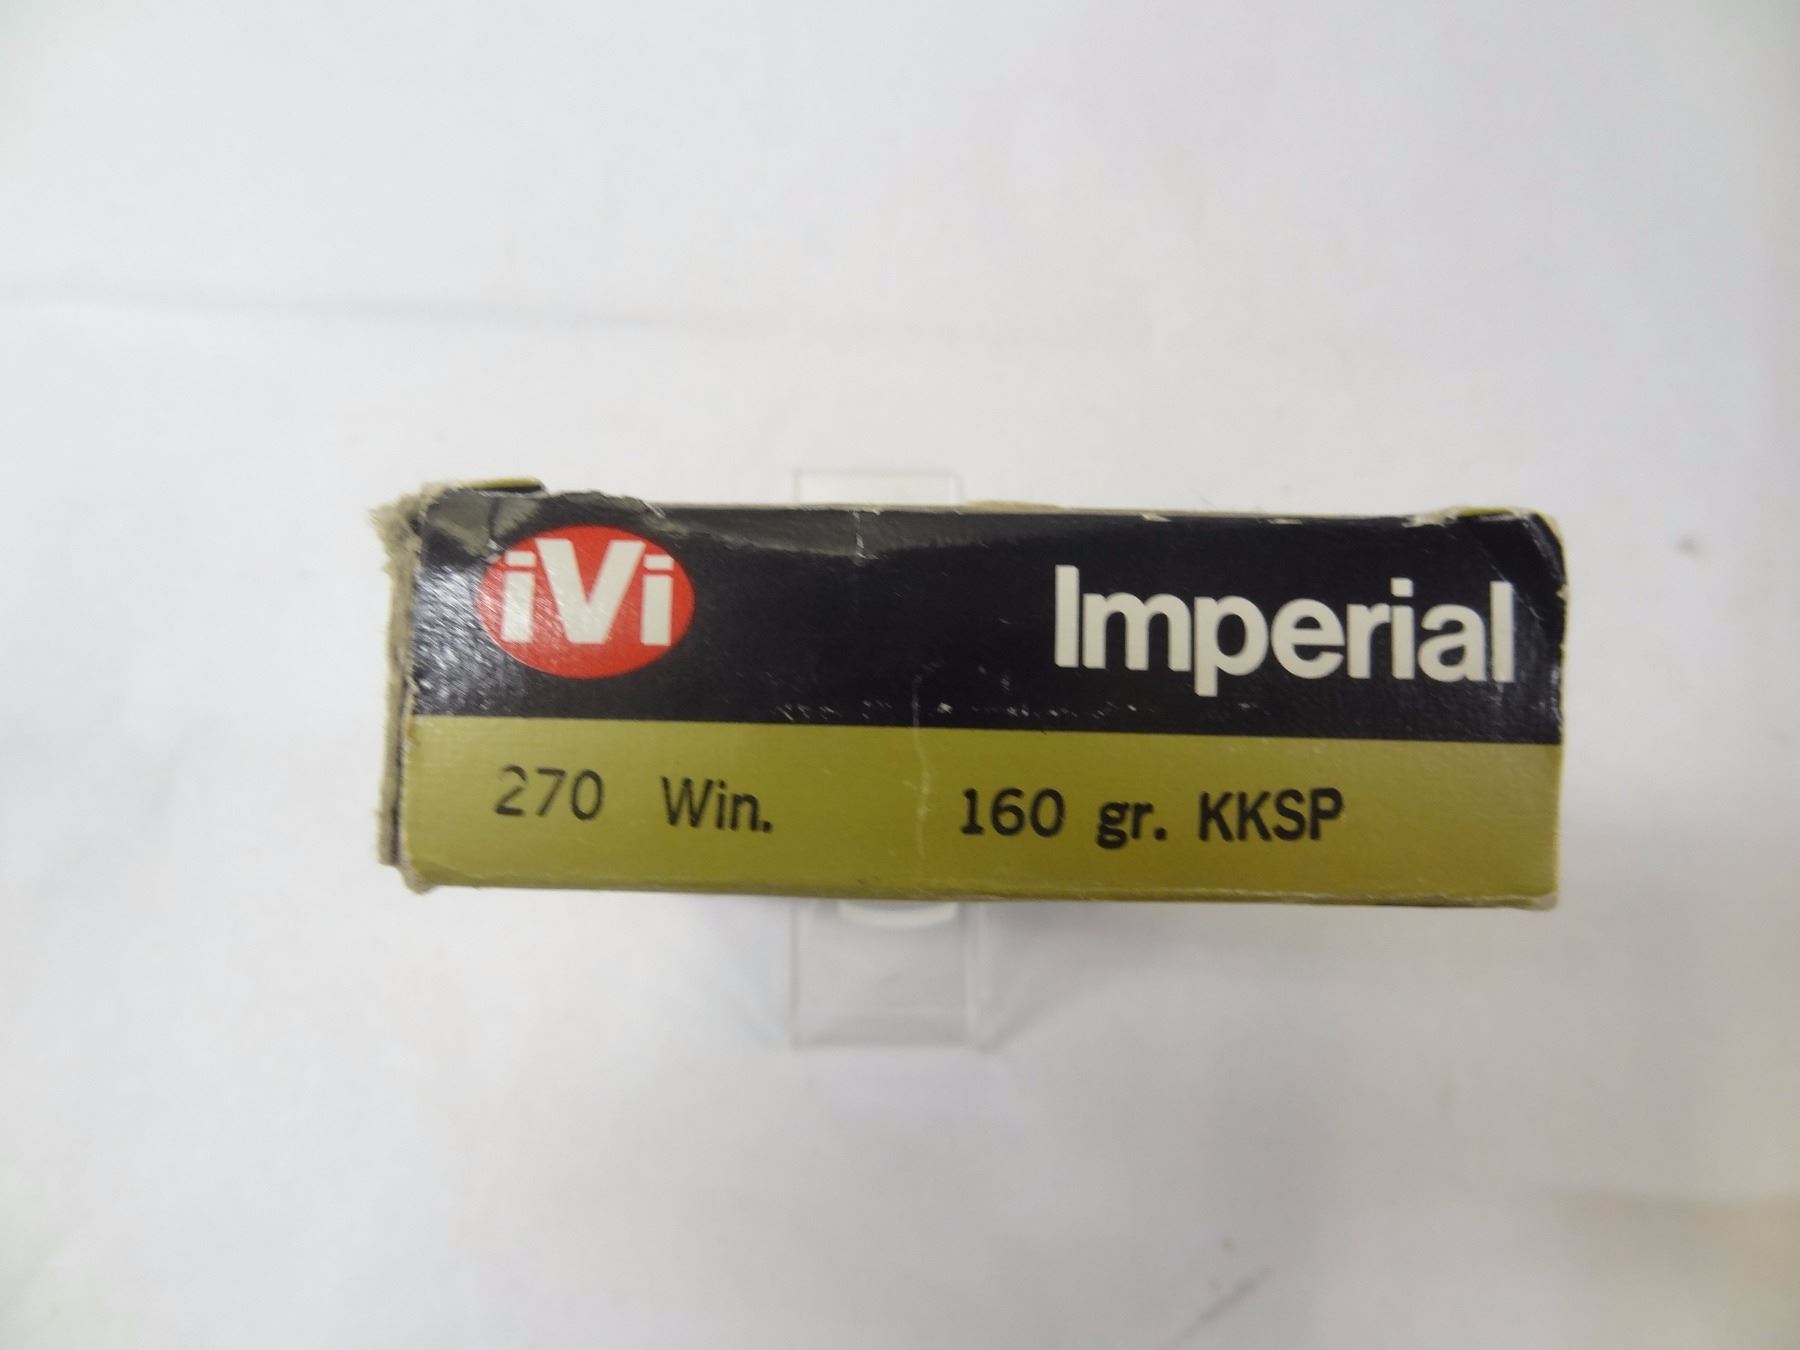 iVi Imperial
270 Win. 160 gr. KKSP